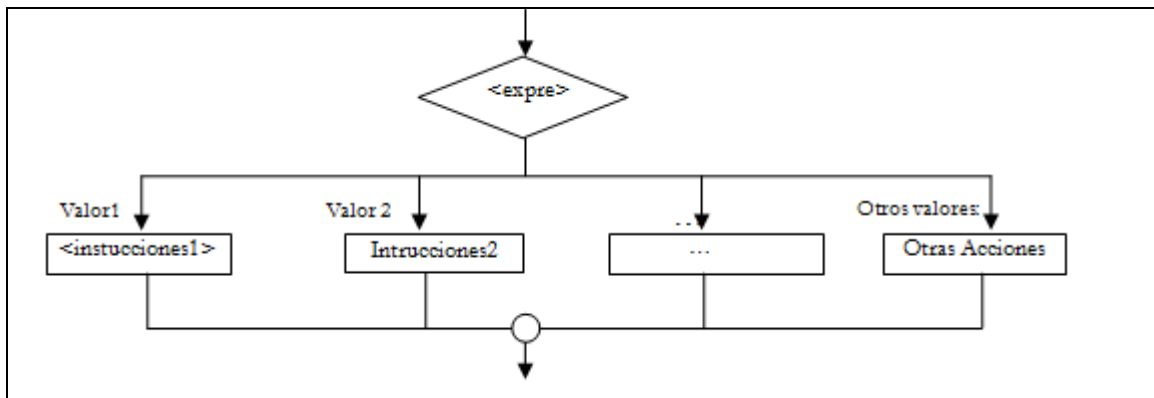 <expre>
Valor1
Valor 2
. . .
Otros valores:
<instucciones1>
Intrucciones2
...
Otras Acciones